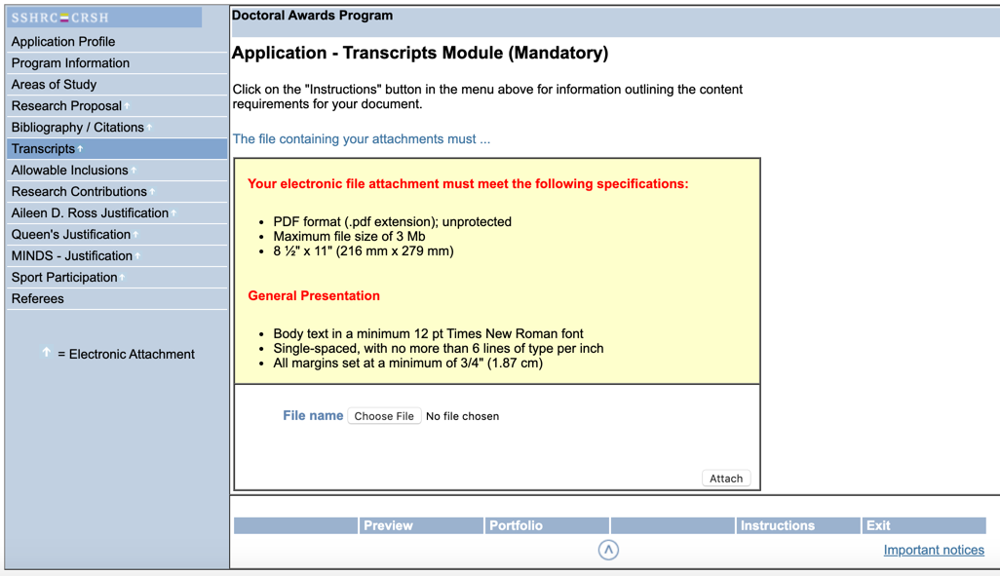 SSHRC CRSH
Application Profile
Program Information
Areas of Study
Research Proposal
Bibliography / Citations
Transcripts
Allowable Inclusions
Research Contributions
Aileen D. Ross Justification
Queen's Justification
MINDS - Justification
Sport Participation
Referees
= Electronic Attachment
Doctoral Awards Program
Application - Transcripts Module (Mandatory)
Click on the "Instructions" button in the menu above for information outlining the content
requirements for your document.
The file containing your attachments must ...
Your electronic file attachment must meet the following specifications:
• PDF format (.pdf extension); unprotected
• Maximum file size of 3 Mb
• 8 ½" x 11" (216 mm x 279 mm)
General Presentation
• Body text in a minimum 12 pt Times New Roman font
• Single-spaced, with no more than 6 lines of type per inch
• All margins set at a minimum of 3/4" (1.87 cm)
File name Choose File No file chosen
Attach
Preview Portfolio Instructions Exit
Important notices